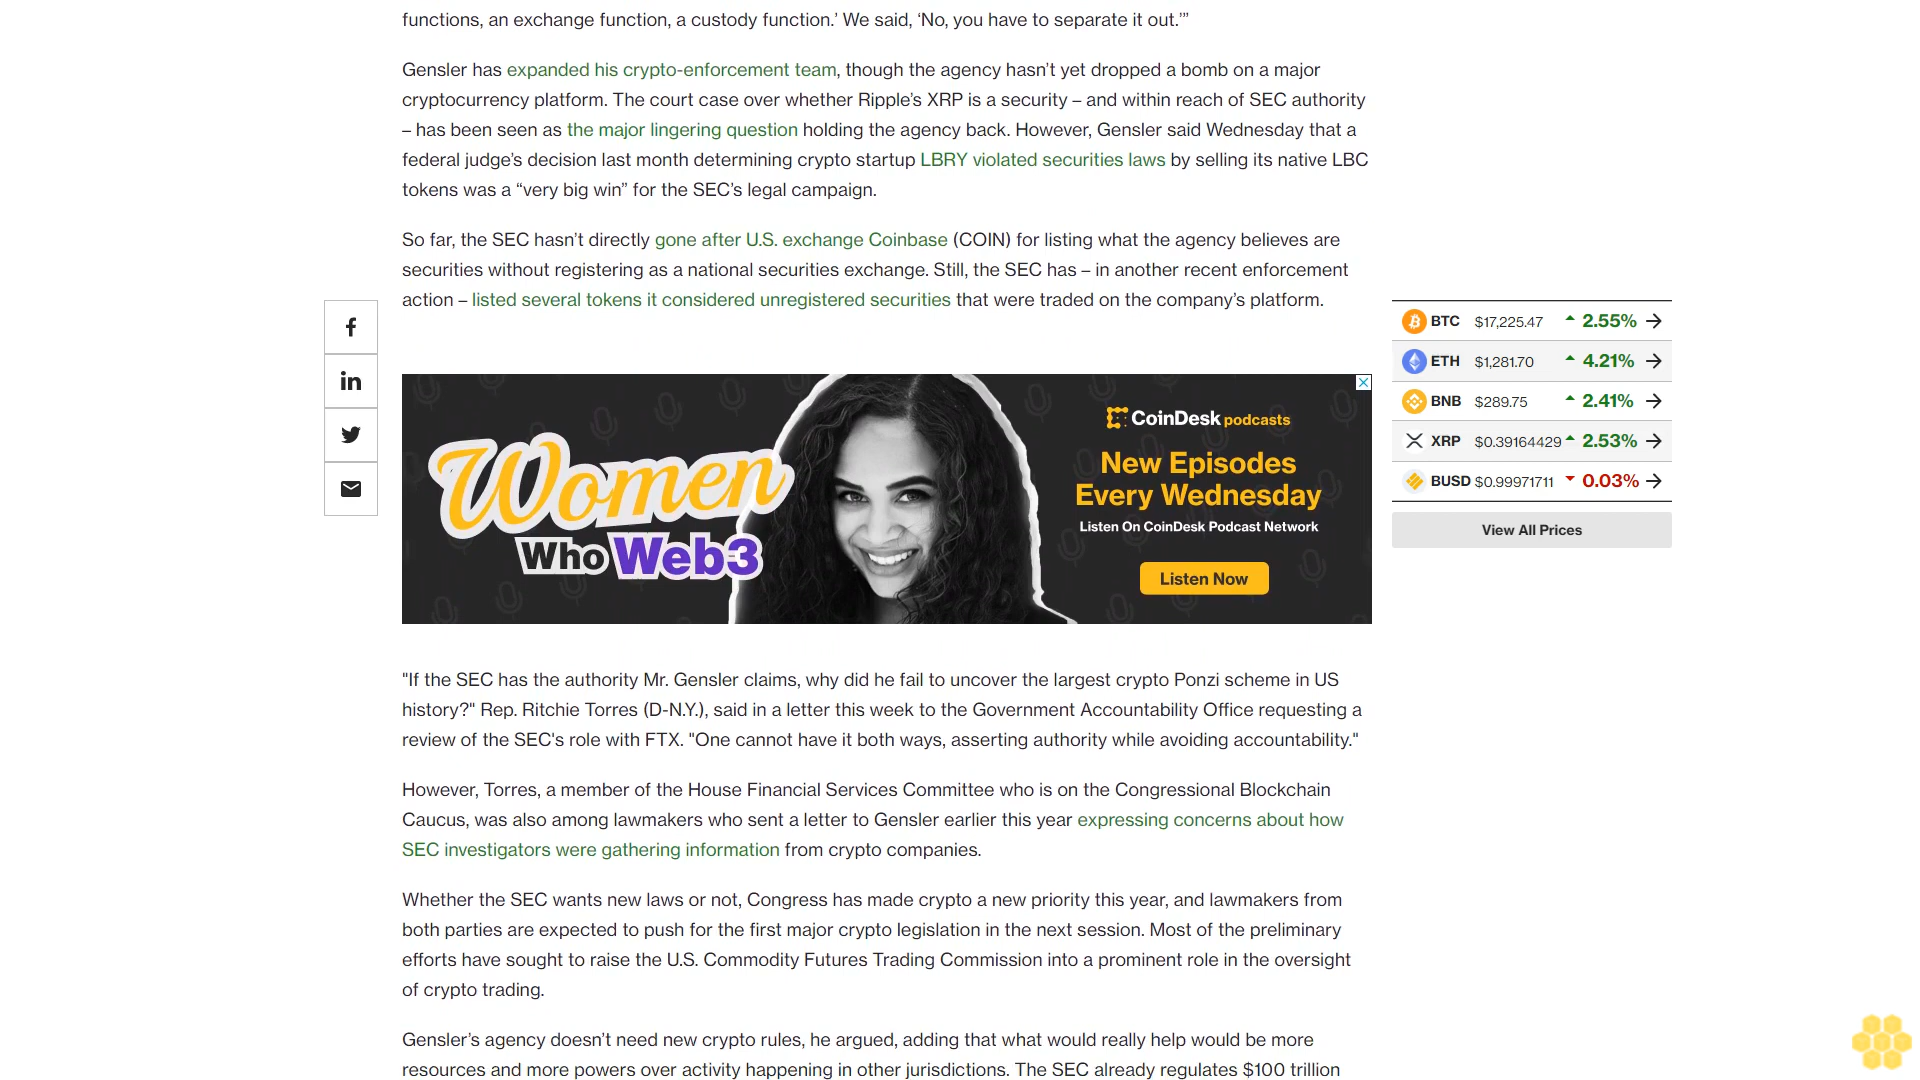 functions, an exchange function, a custody function.’ We said, ‘No, you have to separate it out.’”
Gensler has expanded his crypto-enforcement team, though the agency hasn’t yet dropped a bomb on a major
cryptocurrency platform. The court case over whether Ripple’s XRP is a security – and within reach of SEC authority
– has been seen as the major lingering question holding the agency back. However, Gensler said Wednesday that a
federal judge’s decision last month determining crypto startup LBRY violated securities laws by selling its native LBC
tokens was a “very big win” for the SEC’s legal campaign.
So far, the SEC hasn’t directly gone after U.S. exchange Coinbase (COIN) for listing what the agency believes are
securities without registering as a national securities exchange. Still, the SEC has – in another recent enforcement
action – listed several tokens it considered unregistered securities that were traded on the company’s platform.
BTC $17,225.47 2.55%
ETH $1,281.70 4.21%
BNB $289.75 2.41%
XRP $0.39164429 2.53%
BUSD $0.99971711 0.03%
View All Prices
Women
Who Web3
CoinDesk podcasts
New Episodes
Every Wednesday
Listen On CoinDesk Podcast Network
Listen Now
"If the SEC has the authority Mr. Gensler claims, why did he fail to uncover the largest crypto Ponzi scheme in US
history?" Rep. Ritchie Torres (D-N.Y.), said in a letter this week to the Government Accountability Office requesting a
review of the SEC's role with FTX. "One cannot have it both ways, asserting authority while avoiding accountability."
However, Torres, a member of the House Financial Services Committee who is on the Congressional Blockchain
Caucus, was also among lawmakers who sent a letter to Gensler earlier this year expressing concerns about how
SEC investigators were gathering information from crypto companies.
Whether the SEC wants new laws or not, Congress has made crypto a new priority this year, and lawmakers from
both parties are expected to push for the first major crypto legislation in the next session. Most of the preliminary
efforts have sought to raise the U.S. Commodity Futures Trading Commission into a prominent role in the oversight
of crypto trading.
Gensler’s agency doesn’t need new crypto rules, he argued, adding that what would really help would be more
resources and more powers over activity happening in other jurisdictions. The SEC already regulates $100 trillion